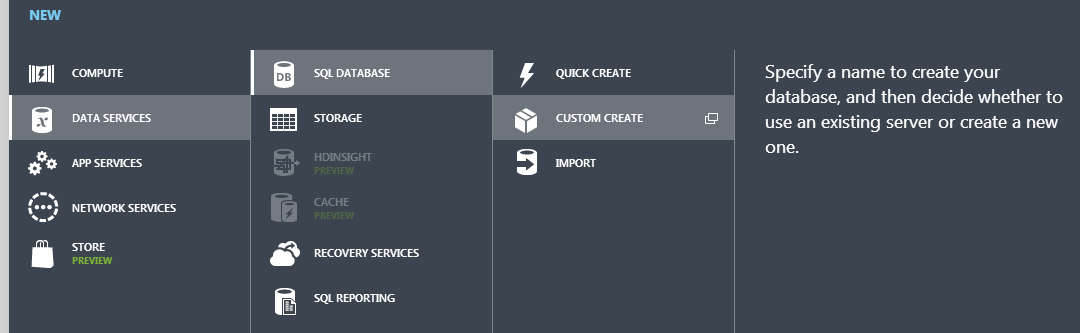 NEW
COMPUTE
DATA SERVICES
APP SERVICES
NETWORK SERVICES
STORE
PREVIEW
DB
SQL DATABASE
STORAGE
HDINSIGHT
PREVIEW
CACHE
PREVIEW
RECOVERY SERVICES
SQL REPORTING
QUICK CREATE
CUSTOM CREATE
IMPORT
Specify a name to create your
database, and then decide whether to
use an existing server or create a new
one.